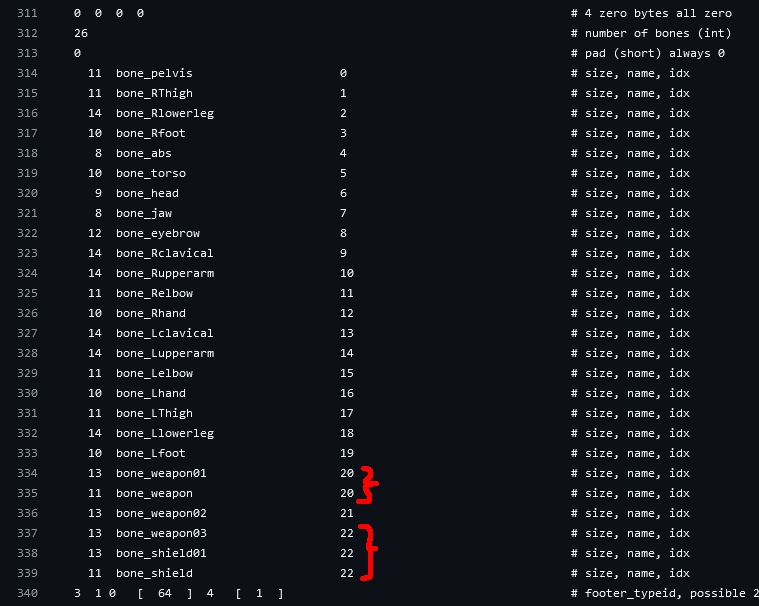 311 0 0 0 0 # 4 zero bytes all zero
312 26 # number of bones (int)
313 0 # pad (short) always 0
314 11 bone_pelvis 0 # size, name, idx
315 11 bone_RThigh 1 # size, name, idx
316 14 bone_Rlowerleg 2 # size, name, idx
317 10 bone_Rfoot 3 # size, name, idx
318 8 bone_abs 4 # size, name, idx
319 10 bone_torso 5 # size, name, idx
320 9 bone_head 6 # size, name, idx
321 8 bone_jaw 7 # size, name, idx
322 12 bone_eyebrow 8 # size, name, idx
323 14 bone_Rclavical 9 # size, name, idx
324 14 bone_Rupperarm 10 # size, name, idx
325 11 bone_Relbow 11 # size, name, idx
326 10 bone_Rhand 12 # size, name, idx
327 14 bone_Lclavical 13 # size, name, idx
328 14 bone_Lupperarm 14 # size, name, idx
329 11 bone_Lelbow 15 # size, name, idx
330 10 bone_Lhand 16 # size, name, idx
331 11 bone_LThigh 17 # size, name, idx
332 14 bone_Llowerleg 18 # size, name, idx
333 10 bone_Lfoot 19 # size, name, idx
334 13 bone_weapon01 20 # size, name, idx
335 11 bone_weapon 20 # size, name, idx
336 13 bone_weapon02 21 # size, name, idx
337 13 bone_weapon03 22 # size, name, idx
338 13 bone_shield01 22 # size, name, idx
339 11 bone_shield 22 # size, name, idx
340 3 1 0 [ 64 ] 4 [ 1 ] # footer_typeid, possible 2